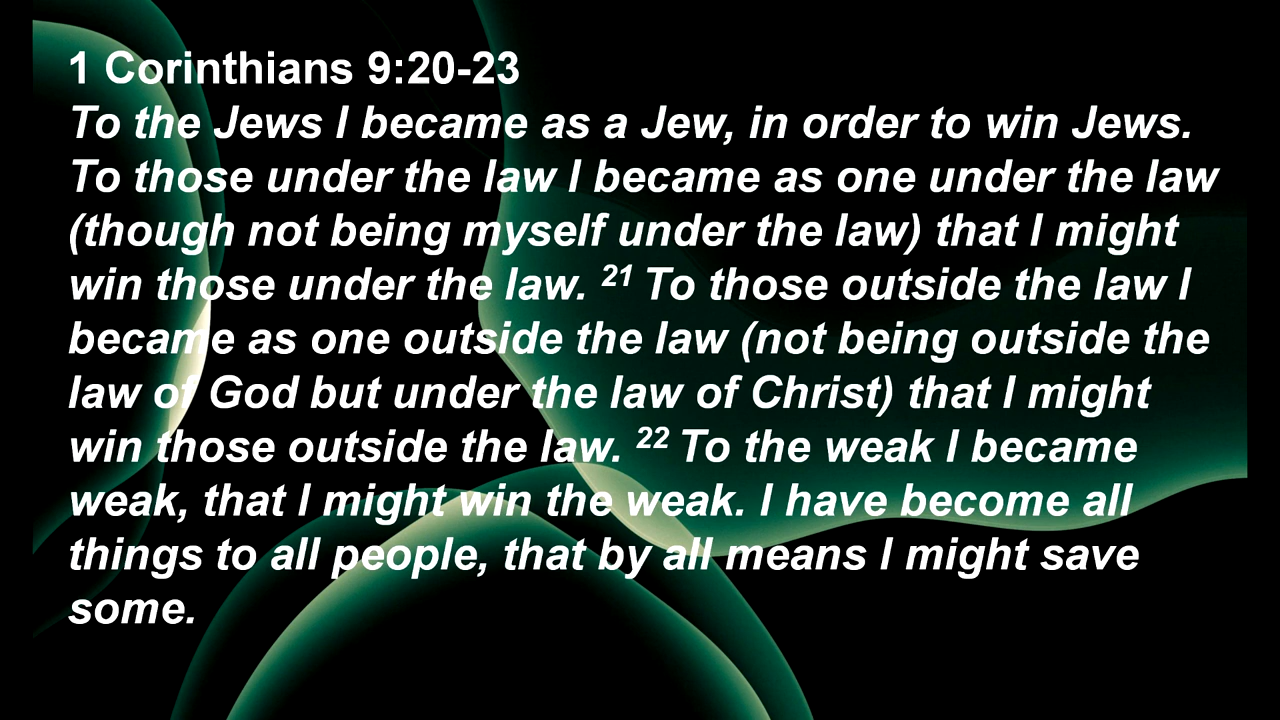 1 Corinthians 9:20-23
To the Jews I became as a Jew, in order to win Jews.
To those under the law I became as one under the law
(though not being myself under the law) that I might
win those under the law. 21 To those outside the law I
became as one outside the law (not being outside the
law of God but under the law of Christ) that I might
win those outside the law. 22 To the weak I became
weak, that I might win the weak. I have become all
things to all people, that by all means I might save
some.